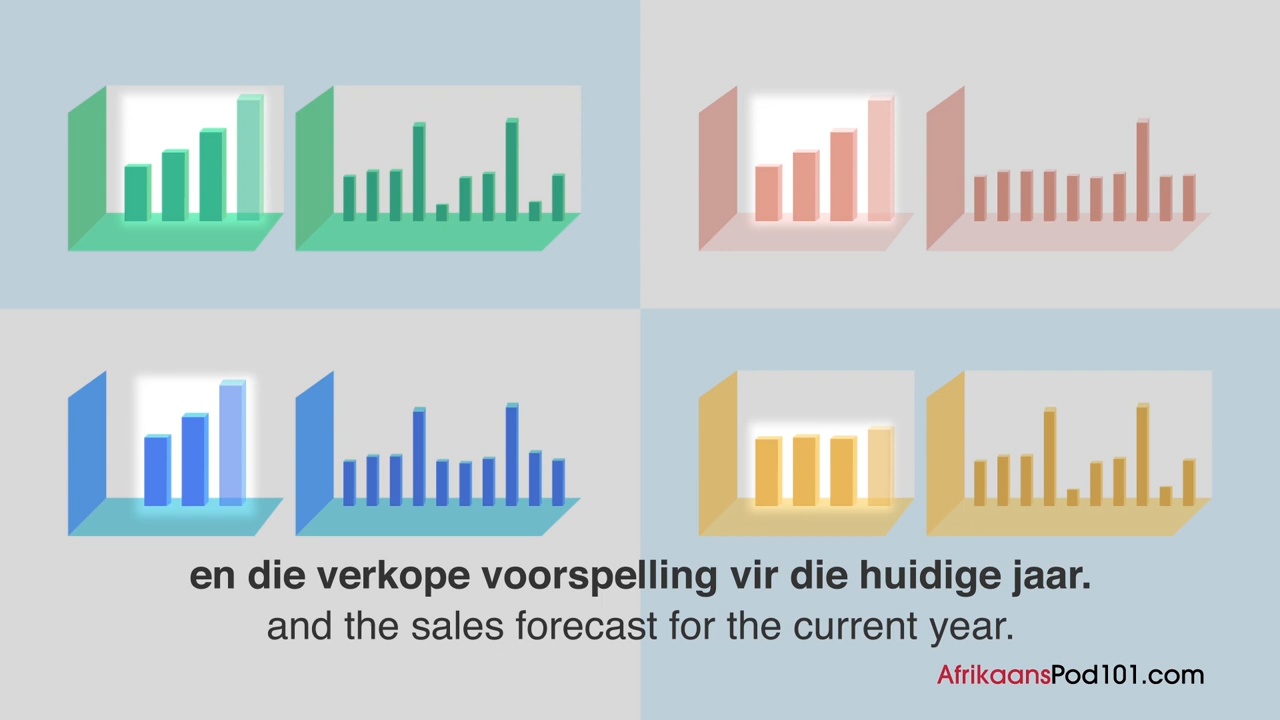 en die verkope voorspelling vir die huidige jaar.
and the sales forecast for the current year.
AfrikaansPod101.com